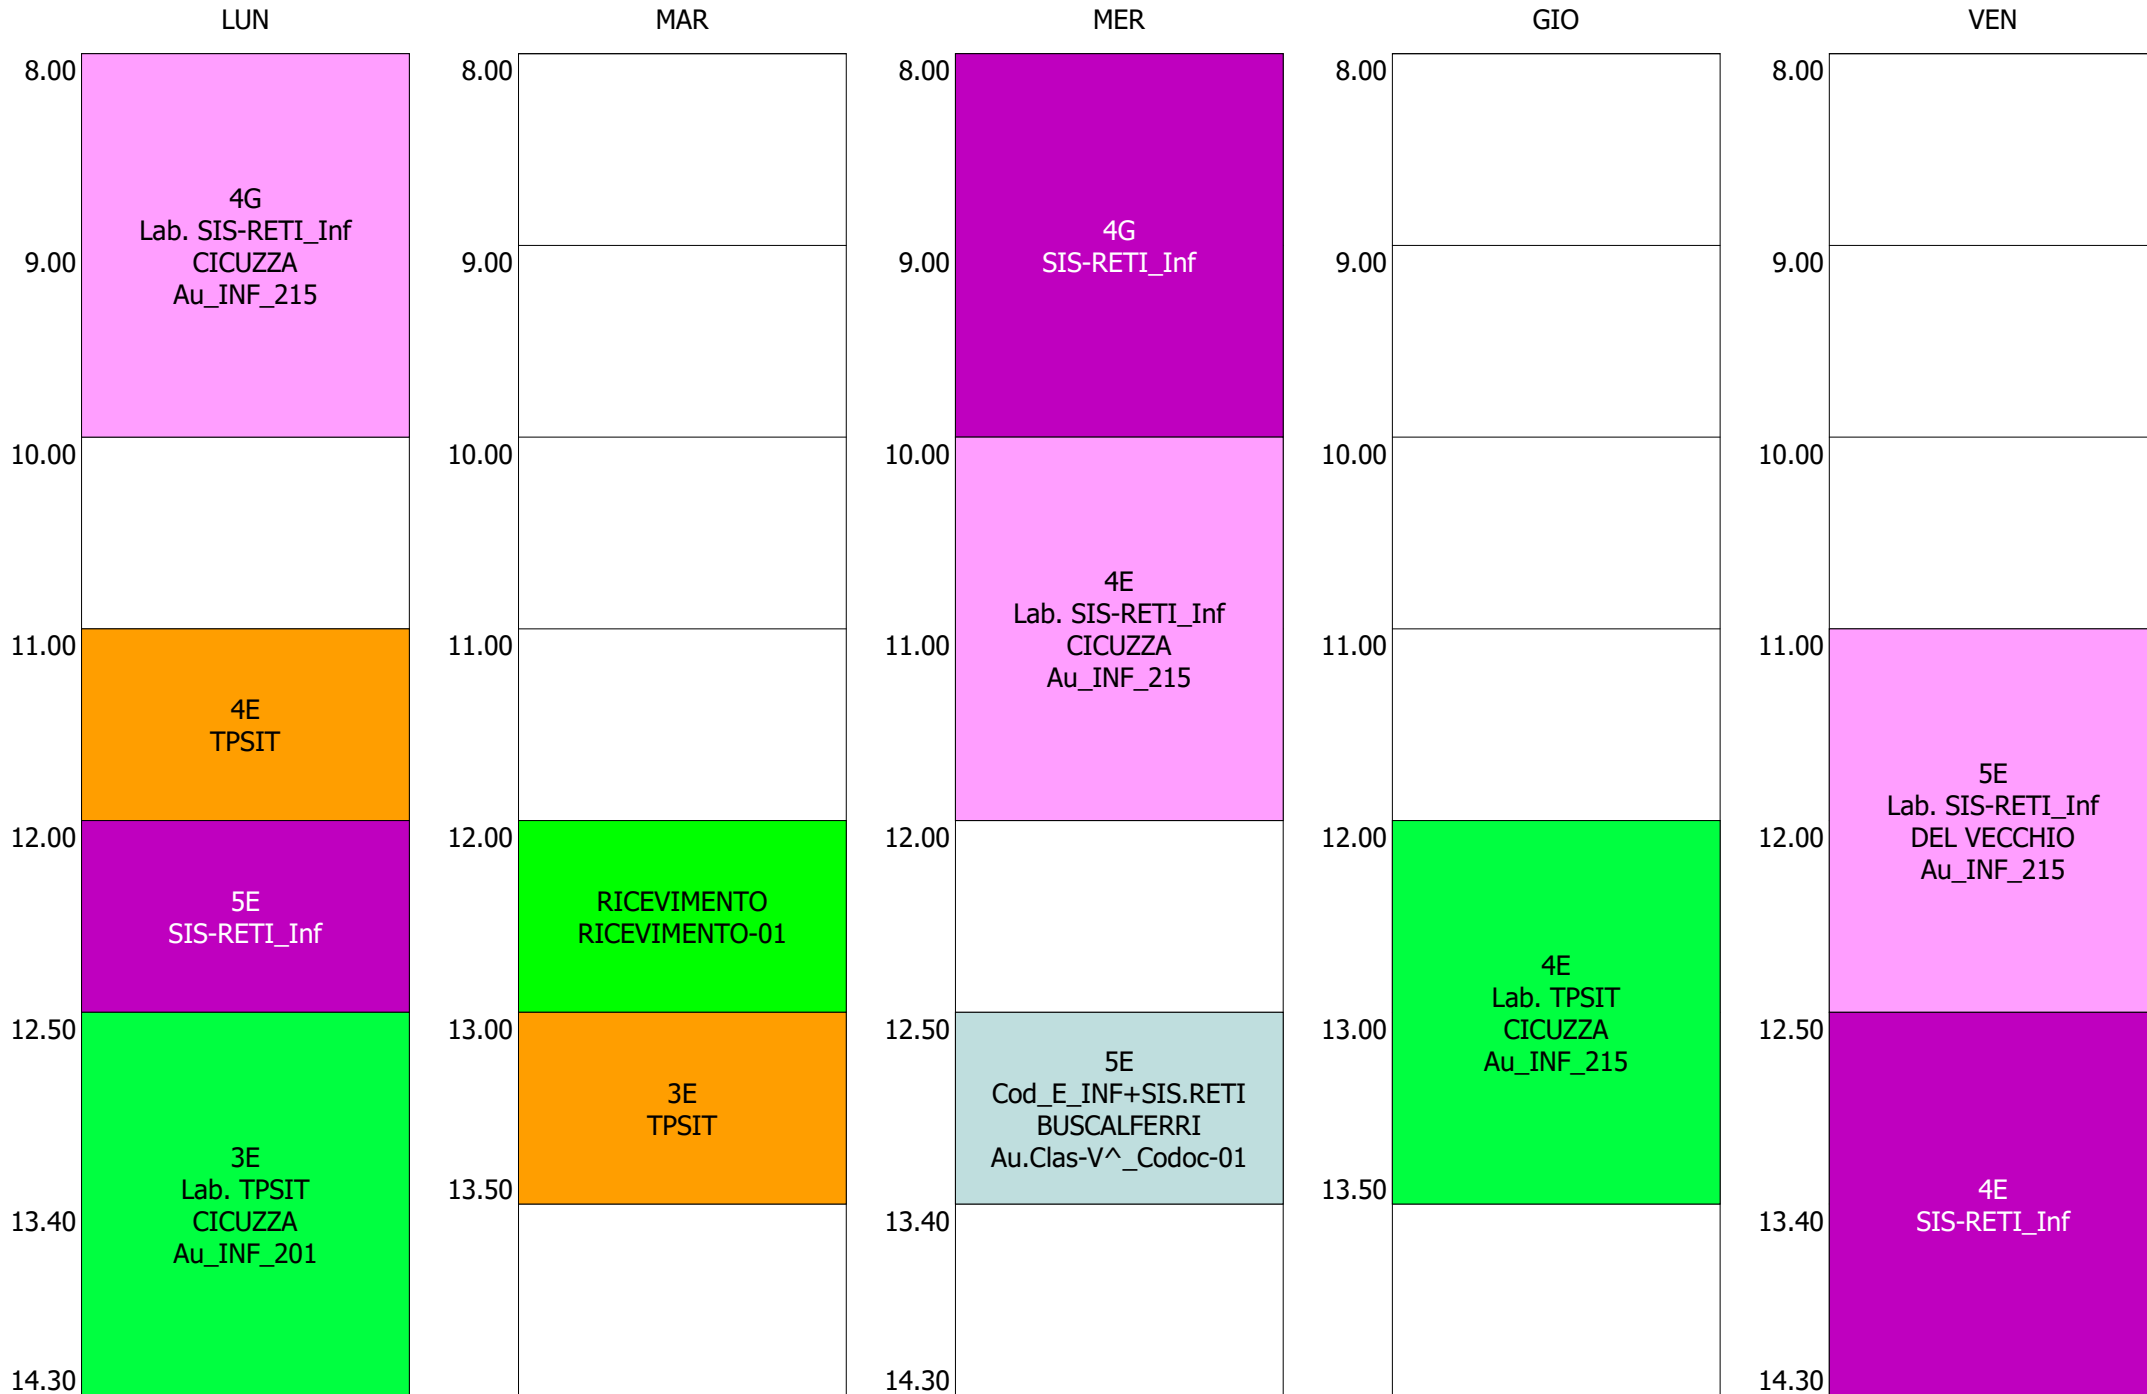 LUN
8.00
4G
Lab. SIS-RETI_Inf
CICUZZA
Au_INF_215
9.00
10.00
11.00
4E
TPSIT
12.00
5E
SIS-RETI_Inf
12.50
3E
Lab. TPSIT
CICUZZA
Au_INF_201
13.40
14.30
MAR
8.00
9.00
10.00
11.00
12.00
RICEVIMENTO
RICEVIMENTO-01
13.00
3E
TPSIT
13.50
MER
8.00
4G
SIS-RETI_Inf
9.00
10.00
4E
Lab. SIS-RETI_Inf
CICUZZA
Au_INF_215
11.00
12.00
12.50
5E
Cod_E_INF+SIS.RETI
BUSCALFERRI
Au.Clas-V^_Codoc-01
13.40
14.30
GIO
8.00
9.00
10.00
11.00
12.00
4E
Lab. TPSIT
CICUZZA
Au_INF_215
13.00
13.50
VEN
8.00
9.00
10.00
11.00
5E
Lab. SIS-RETI_Inf
DEL VECCHIO
Au_INF_215
12.00
12.50
4E
SIS-RETI_Inf
13.40
14.30